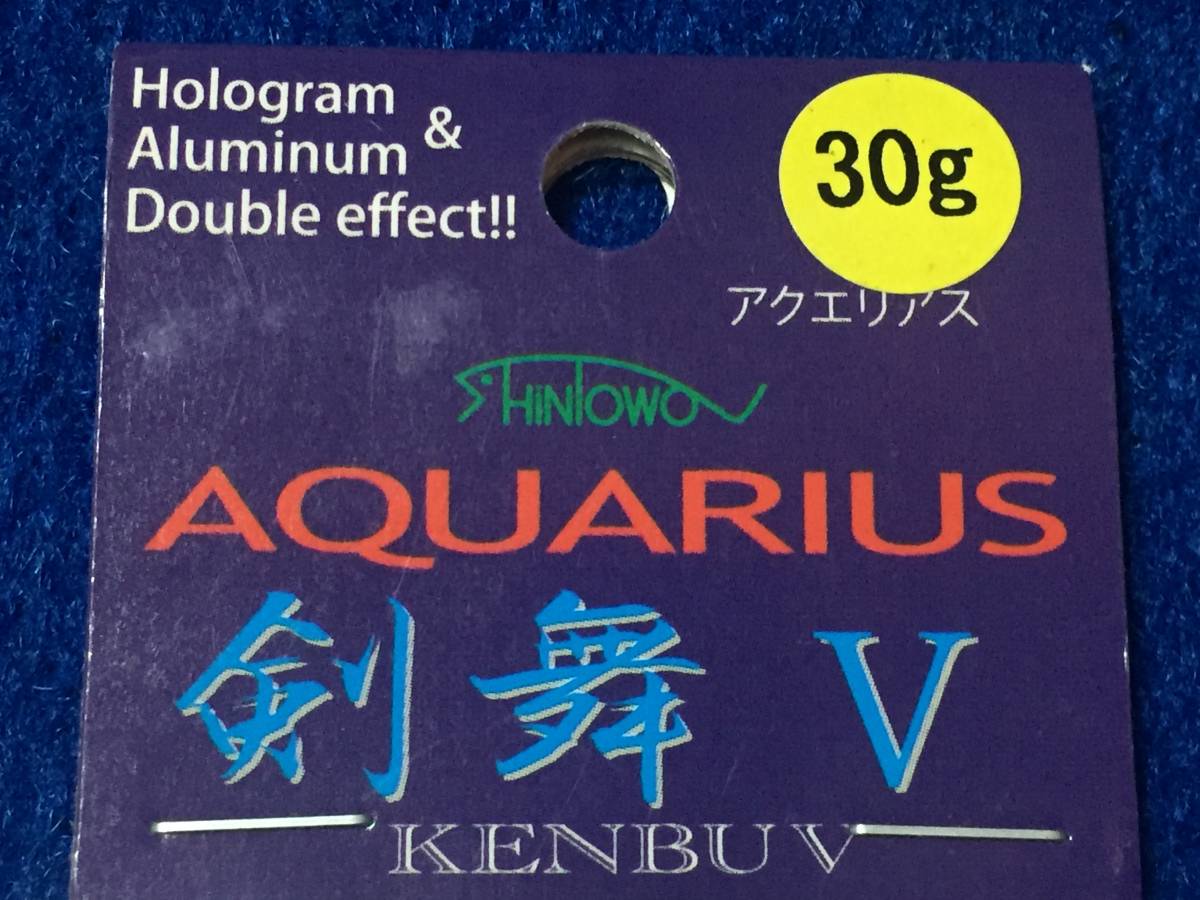 Hologram &
Aluminum
Double effect!!
30g
アクエリアス
SHINTOWO
AQUARIUS
剣舞 V
KENBU V